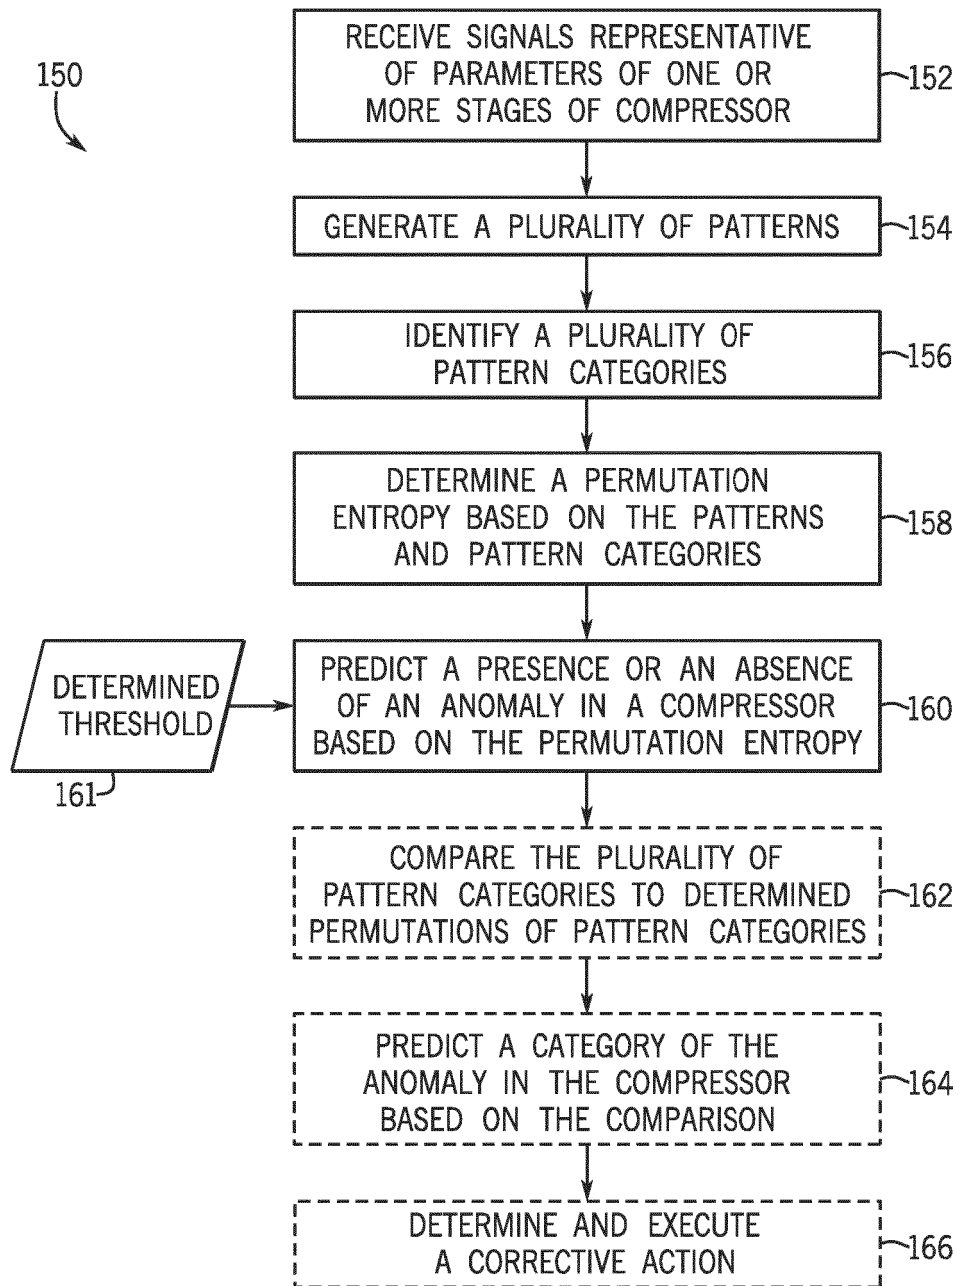 150
RECEIVE SIGNALS REPRESENTATIVE
OF PARAMETERS OF ONE OR
MORE STAGES OF COMPRESSOR
152
GENERATE A PLURALITY OF PATTERNS
154
IDENTIFY A PLURALITY OF
PATTERN CATEGORIES
156
DETERMINE A PERMUTATION
ENTROPY BASED ON THE PATTERNS
AND PATTERN CATEGORIES
158
DETERMINED
THRESHOLD
161
PREDICT A PRESENCE OR AN ABSENCE
OF AN ANOMALY IN A COMPRESSOR
BASED ON THE PERMUTATION ENTROPY
160
COMPARE THE PLURALITY OF
PATTERN CATEGORIES TO DETERMINED
PERMUTATIONS OF PATTERN CATEGORIES
162
PREDICT A CATEGORY OF THE
ANOMALY IN THE COMPRESSOR
BASED ON THE COMPARISON
164
DETERMINE AND EXECUTE
A CORRECTIVE ACTION
166